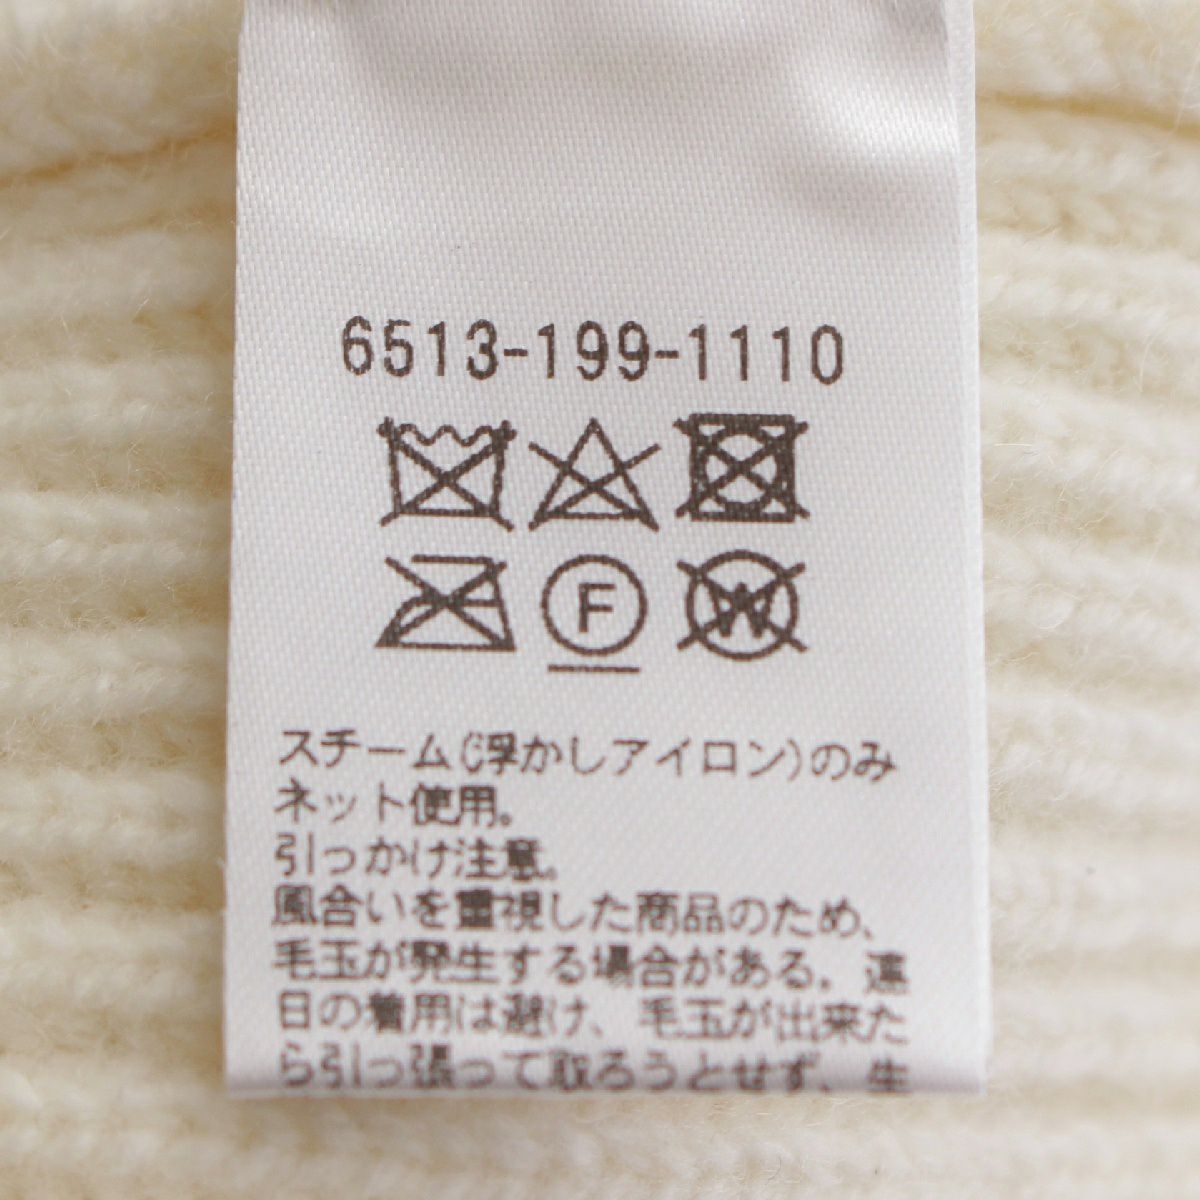 6513-199-1110
F
W
スチーム(浮かしアイロン)のみ
ネット使用。
引っかけ注意。
風合いを重視した商品のため、
毛玉が発生する場合がある。連
日の着用は避け、毛玉が出来た
ら引っ張って取ろうとせず、生